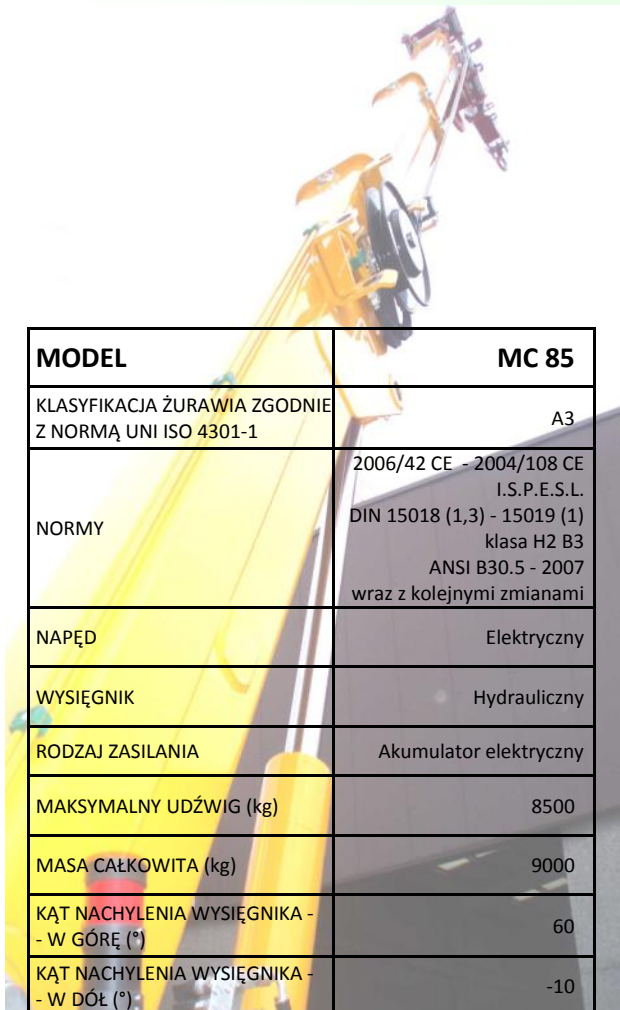 MODEL MC 85
KLASYFIKACJA ŻURAWIA ZGODNIE
Z NORMĄ UNI ISO 4301-1 A3
NORMY 2006/42 CE - 2004/108 CE
I.S.P.E.S.L.
DIN 15018 (1,3) - 15019 (1)
klasa H2 B3
ANSI B30.5 - 2007
wraz z kolejnymi zmianami
NAPĘD Elektryczny
WYSIĘGNIK Hydrauliczny
RODZAJ ZASILANIA Akumulator elektryczny
MAKSYMALNY UDŹWIG (kg) 8500
MASA CAŁKOWITA (kg) 9000
KĄT NACHYLENIA WYSIĘGNIKA -
- W GÓRĘ (°) 60
KĄT NACHYLENIA WYSIĘGNIKA -
- W DÓŁ (°) -10